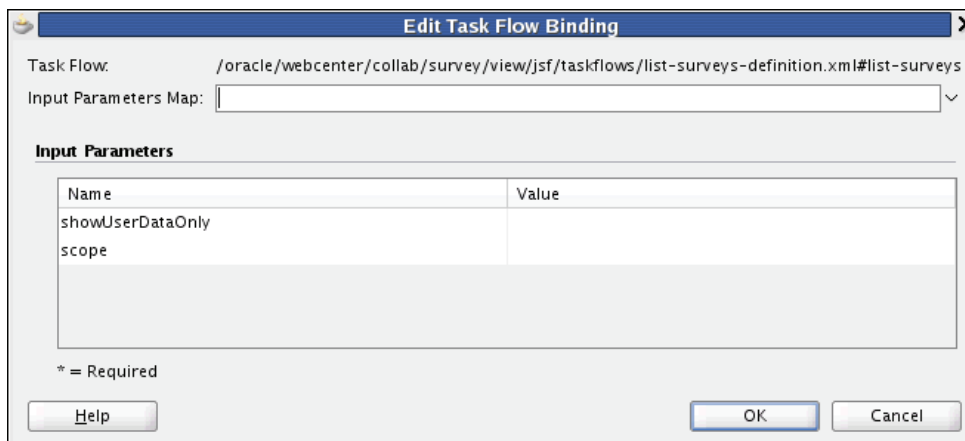 Edit Task Flow Binding
Task Flow: /oracle/webcenter/collab/survey/view/jsf/taskflows/list-surveys-definition.xml#list-surveys
Input Parameters Map:
Input Parameters
Name Value
showUserDataOnly
scope
* = Required
Help OK Cancel